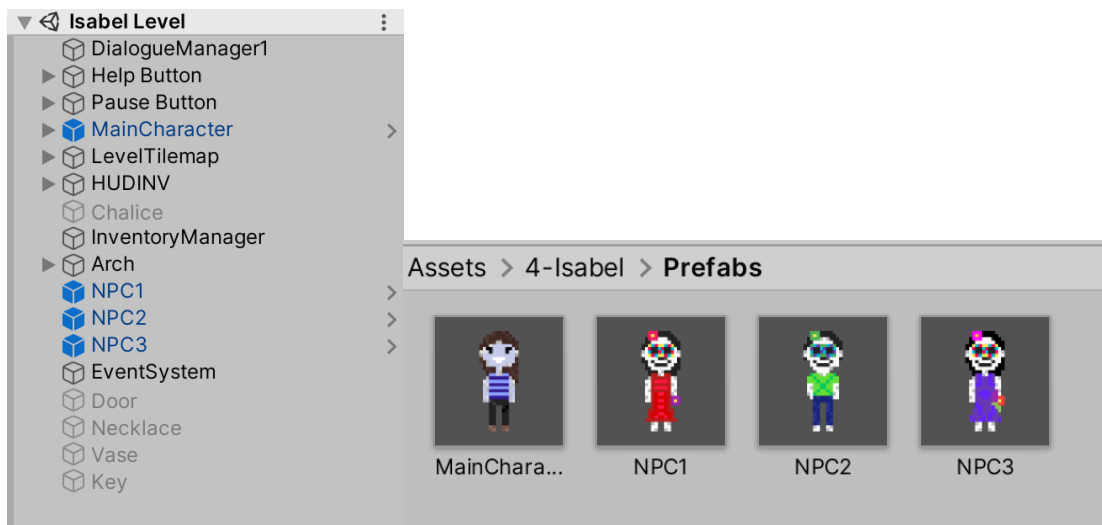 Isabel Level
DialogueManager1
Help Button
Pause Button
MainCharacter
LevelTilemap
HUDINV
Chalice
InventoryManager
Arch
NPC1
NPC2
NPC3
EventSystem
Door
Necklace
Vase
Key
Assets > 4-Isabel > Prefabs
MainChara... NPC1 NPC2 NPC3